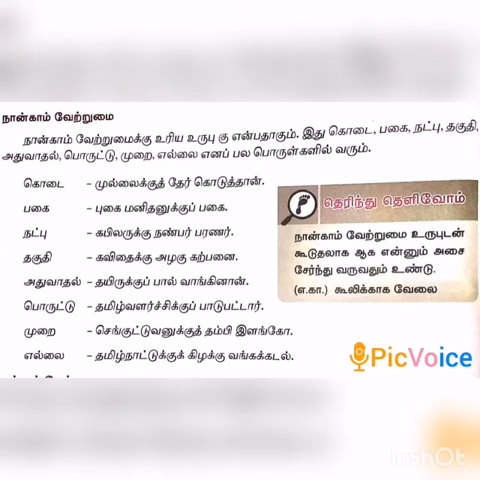 நான்காம் வேற்றுமை
நான்காம் வேற்றுமைக்கு உரிய உருபு கு என்பதாகும். இது கொடை, பகை, நட்பு, தகுதி,
அதுவாதல், பொருட்டு, முறை, எல்லை எனப் பல பொருள்களில் வரும்.
கொடை – முல்லைக்குத் தேர் கொடுத்தான்.
பகை – புகை மனிதனுக்குப் பகை.
நட்பு – கபிலருக்கு நண்பர் பரணர்.
தகுதி – கவிதைக்கு அழகு கற்பனை.
அதுவாதல் – தயிருக்குப் பால் வாங்கினான்.
பொருட்டு – தமிழ்வளர்ச்சிக்குப் பாடுபட்டார்.
முறை – செங்குட்டுவனுக்குத் தம்பி இளங்கோ.
எல்லை – தமிழ்நாட்டுக்குக் கிழக்கு வங்கக்கடல்.
தெரிந்து தெளிவோம்
நான்காம் வேற்றுமை உருபுடன்
கூடுதலாக ஆக என்னும் அசை
சேர்ந்து வருவதும் உண்டு.
(எ.கா.) கூலிக்காக வேலை
PicVoice
InShOt